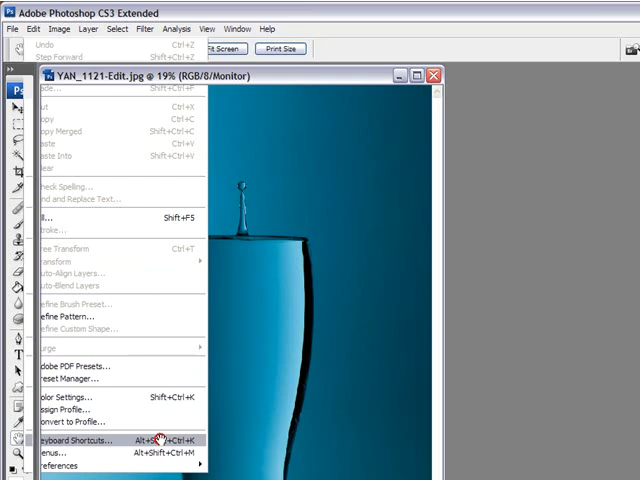 Adobe Photoshop CS3 Extended
File Edit Image Layer Select Filter Analysis View Window Help
Undo Ctrl+Z
Step Forward Shift+Ctrl+Z
Fit Screen Print Size
YAN_1121-Edit.jpg @ 19% (RGB/8/Monitor)
Ps
ade... Shift+Ctrl+F
ut Ctrl+X
opy Ctrl+C
opy Merged Shift+Ctrl+C
aste Ctrl+V
aste Into Shift+Ctrl+V
lear
heck Spelling...
nd and Replace Text...
ll... Shift+F5
troke...
ree Transform Ctrl+T
ransform
uto-Align Layers...
uto-Blend Layers
efine Brush Preset...
efine Pattern...
efine Custom Shape...
urge
dobe PDF Presets...
reset Manager...
olor Settings... Shift+Ctrl+K
ssign Profile...
onvert to Profile...
eyboard Shortcuts... Alt+S Ctrl+K
enus... Alt+Shift+Ctrl+M
references